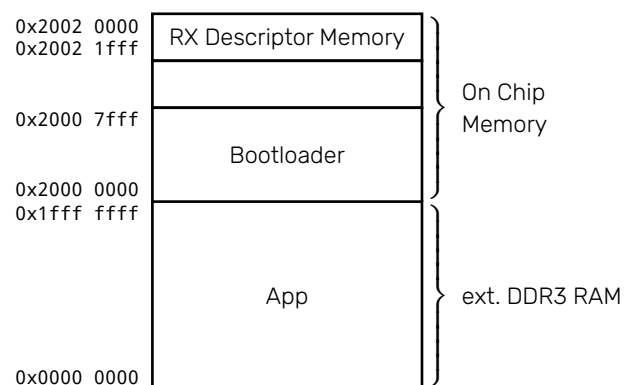 0x2002 0000
0x2002 1fff
RX Descriptor Memory
On Chip
Memory
0x2000 7fff
Bootloader
0x2000 0000
0x1fff ffff
App
ext. DDR3 RAM
0x0000 0000